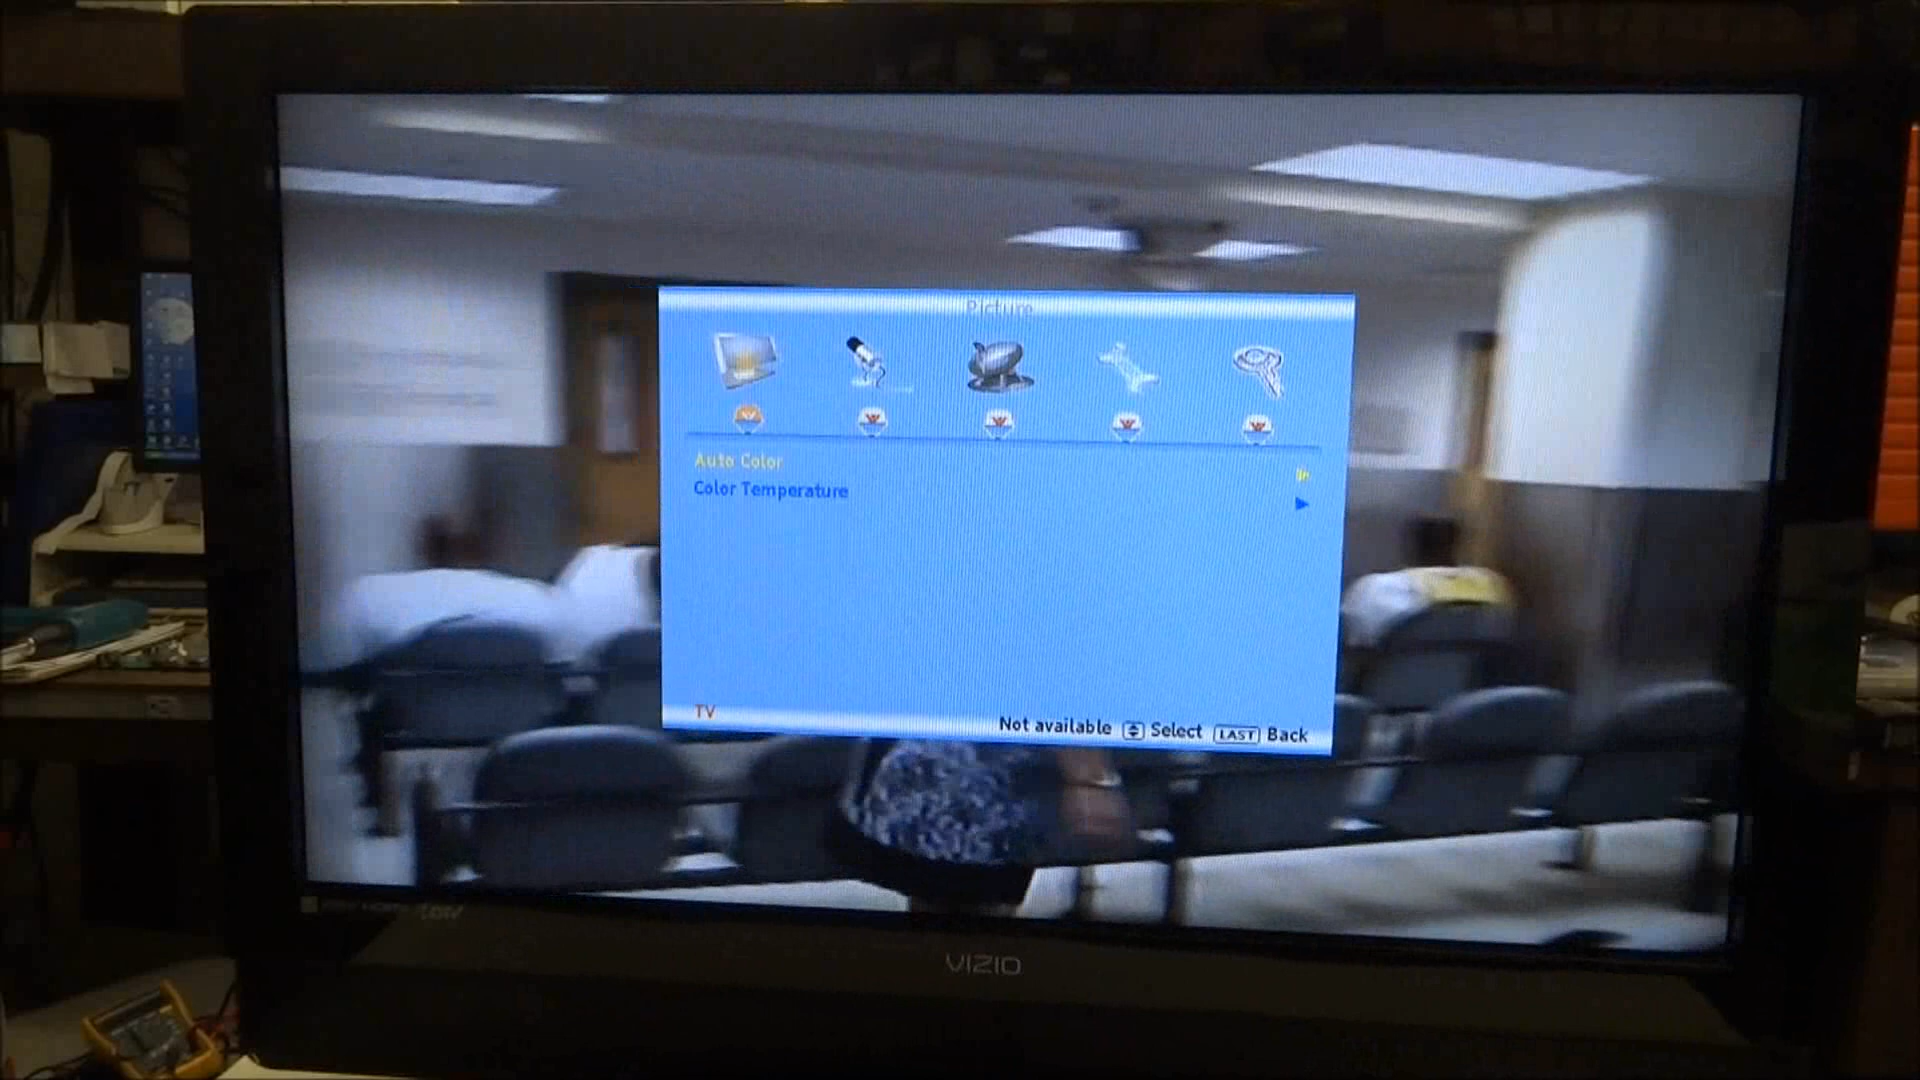 Picture
Auto Color
Color Temperature
TV
Not available Select LAST Back
VIZIO